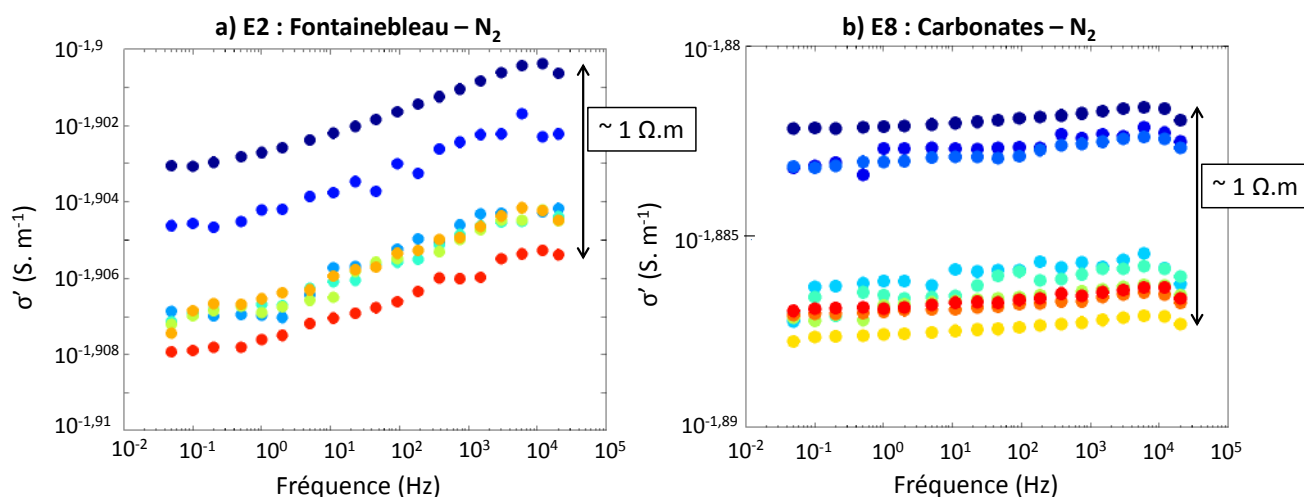 a) E2 : Fontainebleau – N₂
10⁻¹,⁹
10⁻¹,⁹⁰²
10⁻¹,⁹⁰⁴
10⁻¹,⁹⁰⁶
10⁻¹,⁹⁰⁸
10⁻¹,⁹¹
σ’ (S. m⁻¹)
~ 1 Ω.m
10⁻² 10⁻¹ 10⁰ 10¹ 10² 10³ 10⁴ 10⁵
Fréquence (Hz)
b) E8 : Carbonates – N₂
10⁻¹,⁸⁸
10⁻¹,⁸⁸⁵
10⁻¹,⁸⁹
σ’ (S. m⁻¹)
~ 1 Ω.m
10⁻² 10⁻¹ 10⁰ 10¹ 10² 10³ 10⁴ 10⁵
Fréquence (Hz)